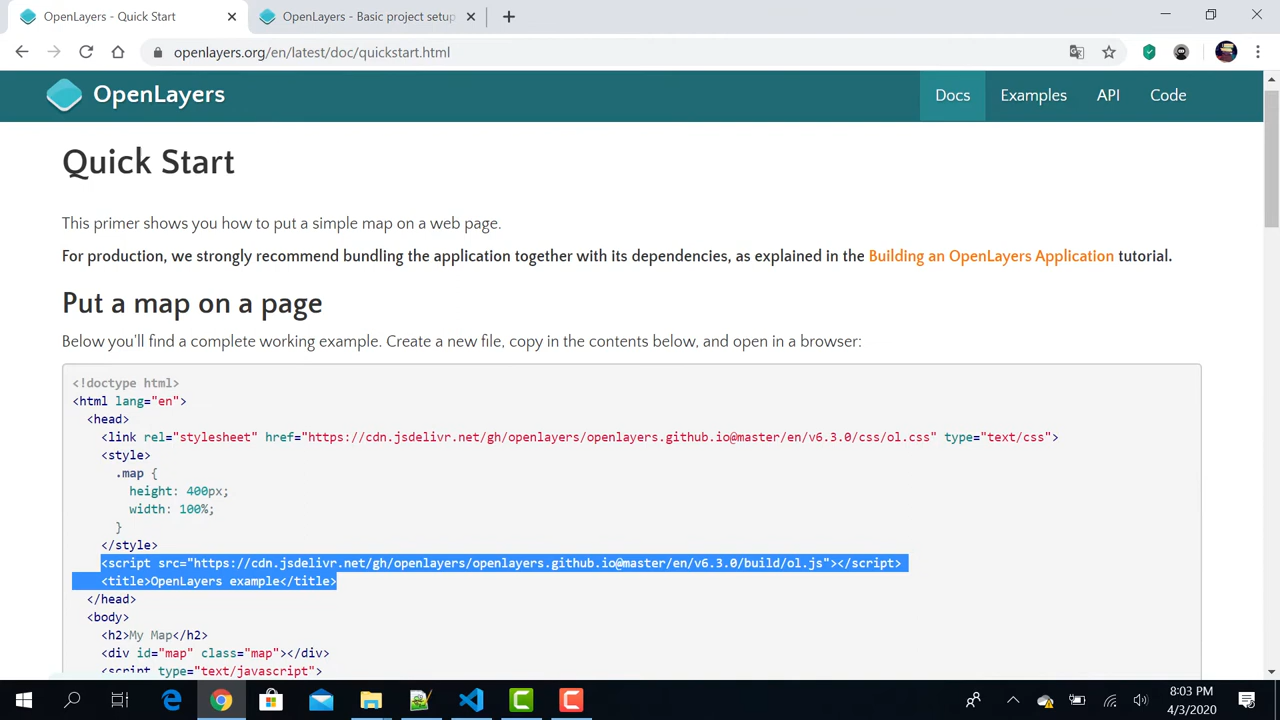 OpenLayers - Quick Start
OpenLayers - Basic project setup
openlayers.org/en/latest/doc/quickstart.html
OpenLayers
Docs
Examples
API
Code
Quick Start
This primer shows you how to put a simple map on a web page.
For production, we strongly recommend bundling the application together with its dependencies, as explained in the Building an OpenLayers Application tutorial.
Put a map on a page
Below you'll find a complete working example. Create a new file, copy in the contents below, and open in a browser:
<!doctype html>
<html lang="en">
<head>
<link rel="stylesheet" href="https://cdn.jsdelivr.net/gh/openlayers/openlayers.github.io@master/en/v6.3.0/css/ol.css" type="text/css">
<style>
.map {
height: 400px;
width: 100%;
}
</style>
<script src="https://cdn.jsdelivr.net/gh/openlayers/openlayers.github.io@master/en/v6.3.0/build/ol.js"></script>
<title>OpenLayers example</title>
</head>
<body>
<h2>My Map</h2>
<div id="map" class="map"></div>
<script type="text/javascript">
8:03 PM
4/3/2020